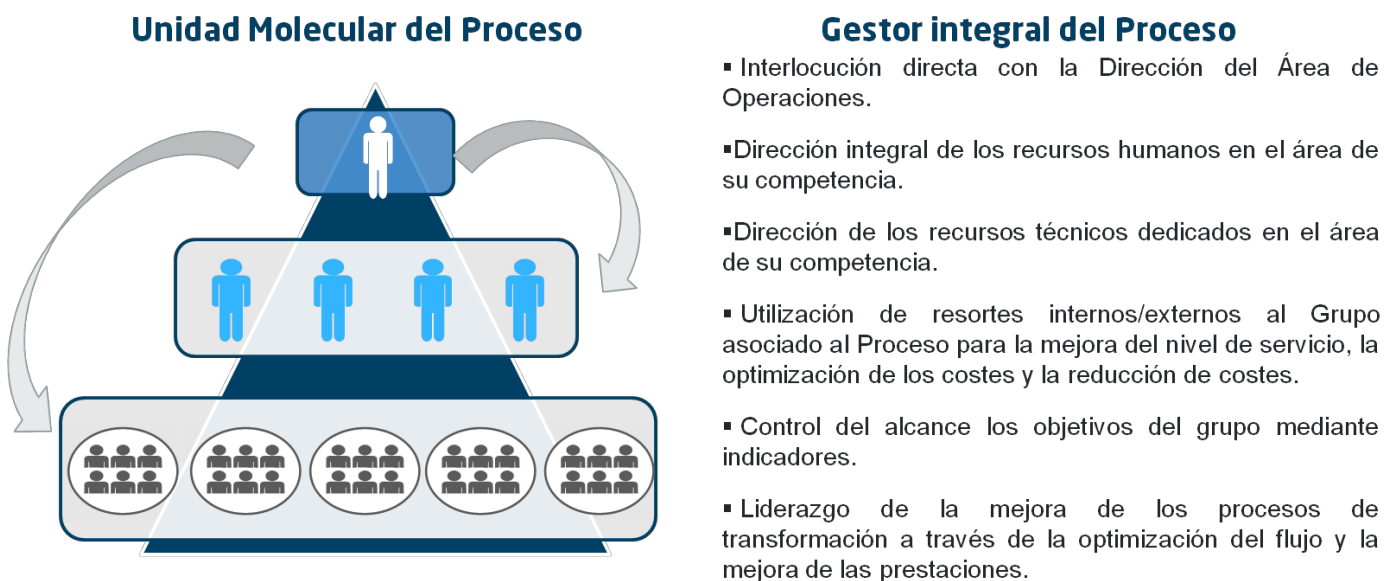 Unidad Molecular del Proceso
Gestor integral del Proceso
▪ Interlocución directa con la Dirección del Área de
Operaciones.
▪Dirección integral de los recursos humanos en el área de
su competencia.
▪Dirección de los recursos técnicos dedicados en el área
de su competencia.
▪ Utilización de resortes internos/externos al Grupo
asociado al Proceso para la mejora del nivel de servicio, la
optimización de los costes y la reducción de costes.
▪ Control del alcance los objetivos del grupo mediante
indicadores.
▪ Liderazgo de la mejora de los procesos de
transformación a través de la optimización del flujo y la
mejora de las prestaciones.